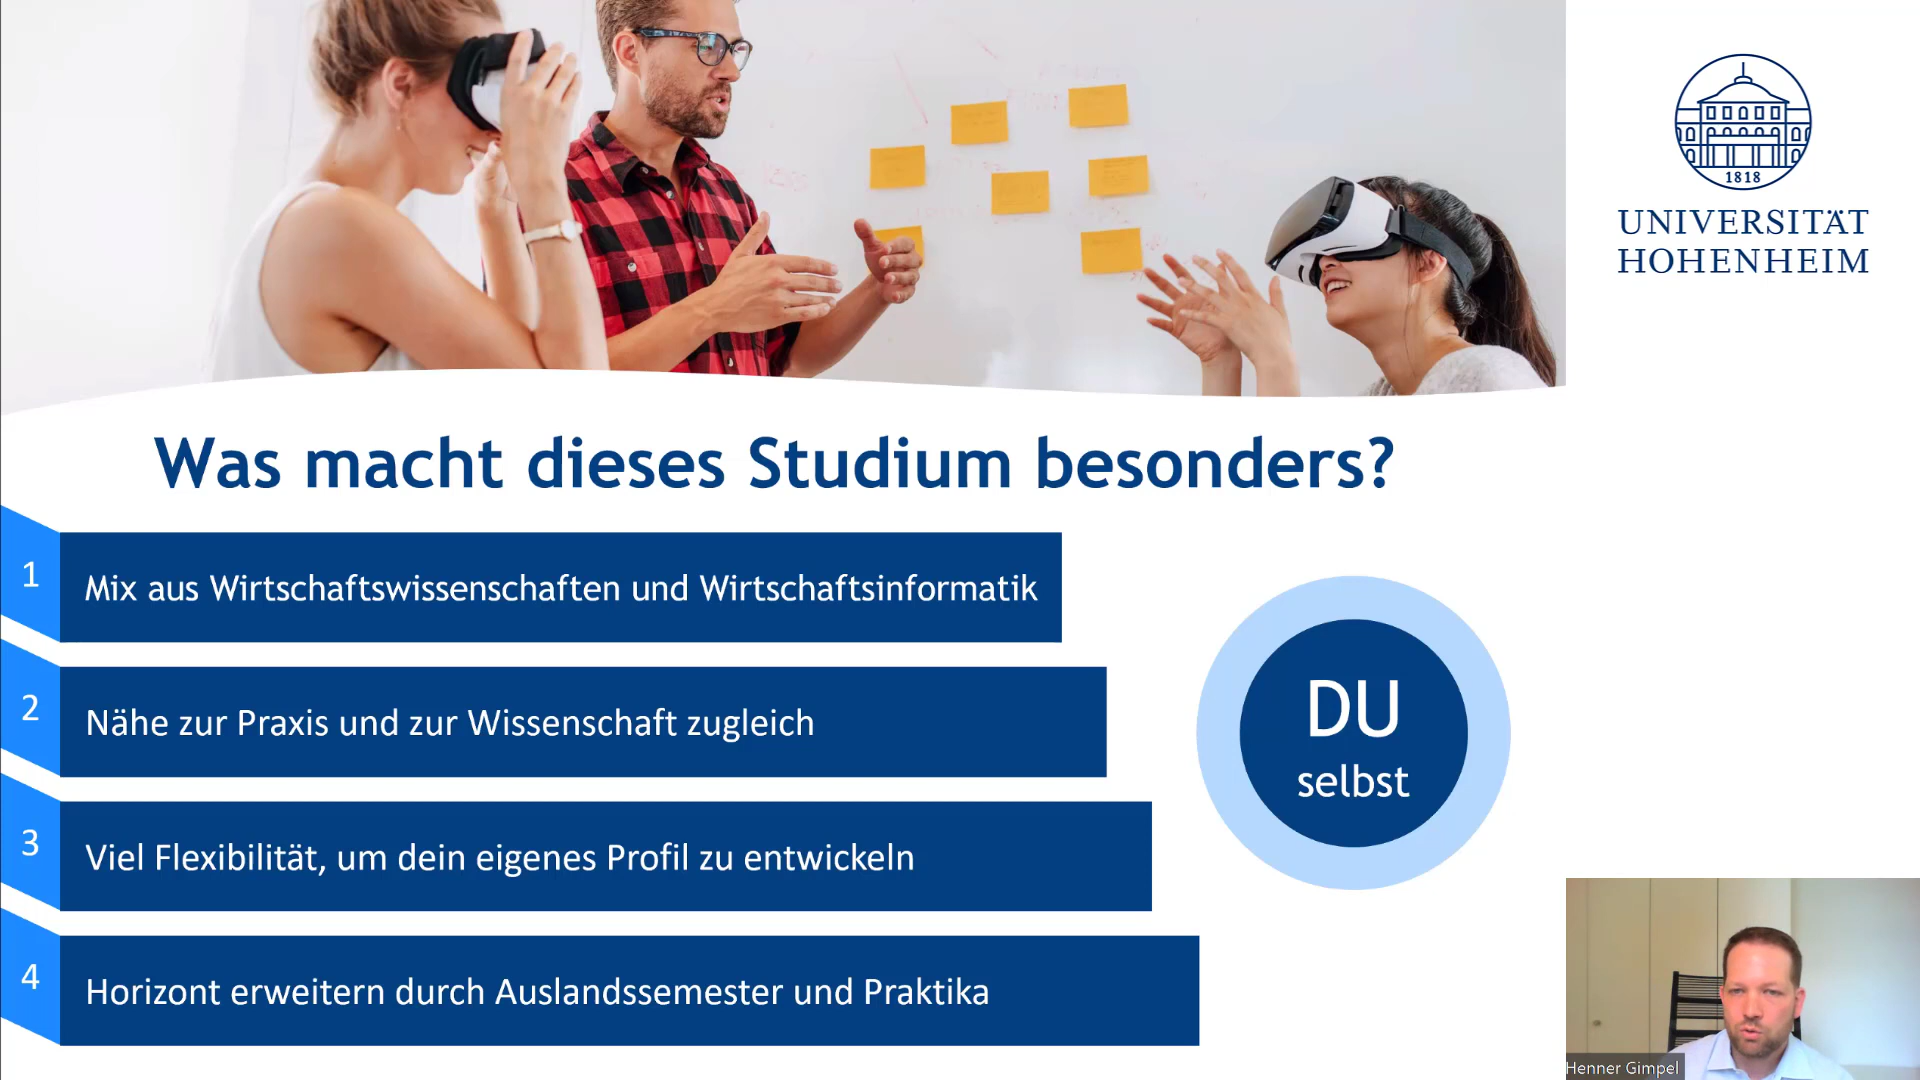 1818
UNIVERSITÄT
HOHENHEIM
Was macht dieses Studium besonders?
1
Mix aus Wirtschaftswissenschaften und Wirtschaftsinformatik
2
Nähe zur Praxis und zur Wissenschaft zugleich
3
Viel Flexibilität, um dein eigenes Profil zu entwickeln
4
Horizont erweitern durch Auslandssemester und Praktika
DU
selbst
Henner Gimpel